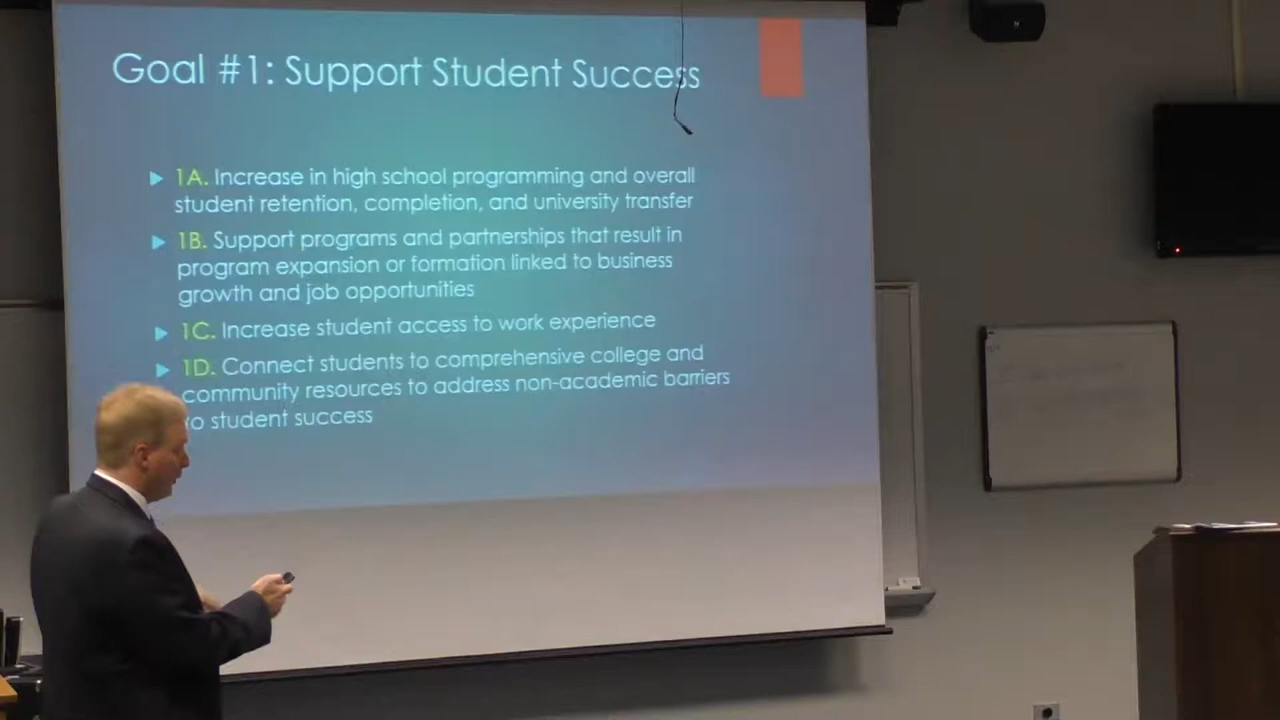 Goal #1: Support Student Success
1A. Increase in high school programming and overall
student retention, completion, and university transfer
1B. Support programs and partnerships that result in
program expansion or formation linked to business
growth and job opportunities
1C. Increase student access to work experience
1D. Connect students to comprehensive college and
community resources to address non-academic barriers
to student success